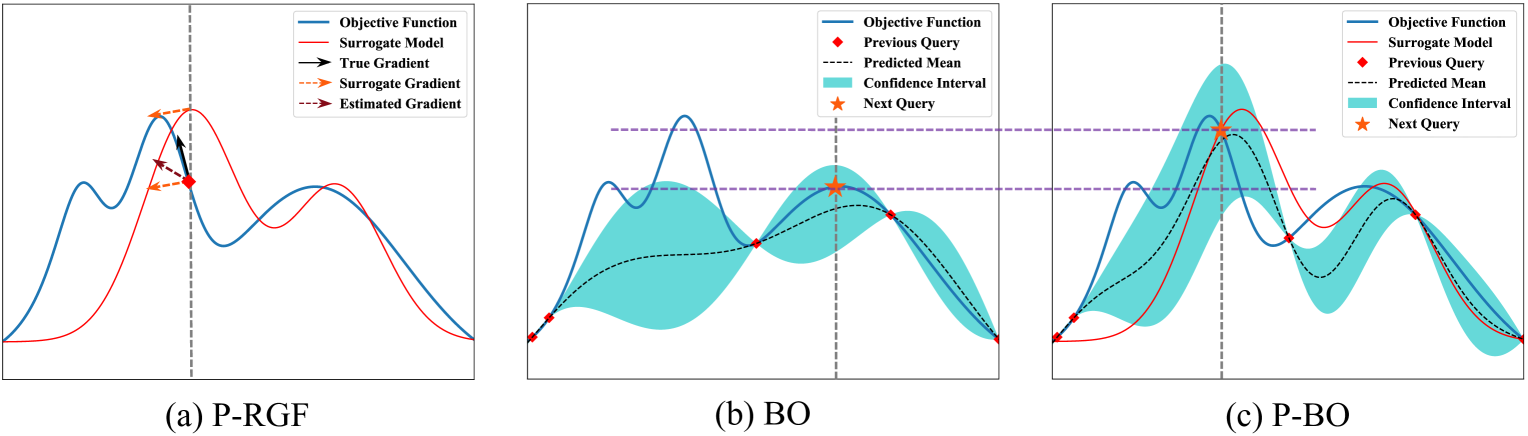 Objective Function
Surrogate Model
True Gradient
Surrogate Gradient
Estimated Gradient
(a) P-RGF
Objective Function
Previous Query
Predicted Mean
Confidence Interval
Next Query
(b) BO
Objective Function
Surrogate Model
Previous Query
Predicted Mean
Confidence Interval
Next Query
(c) P-BO